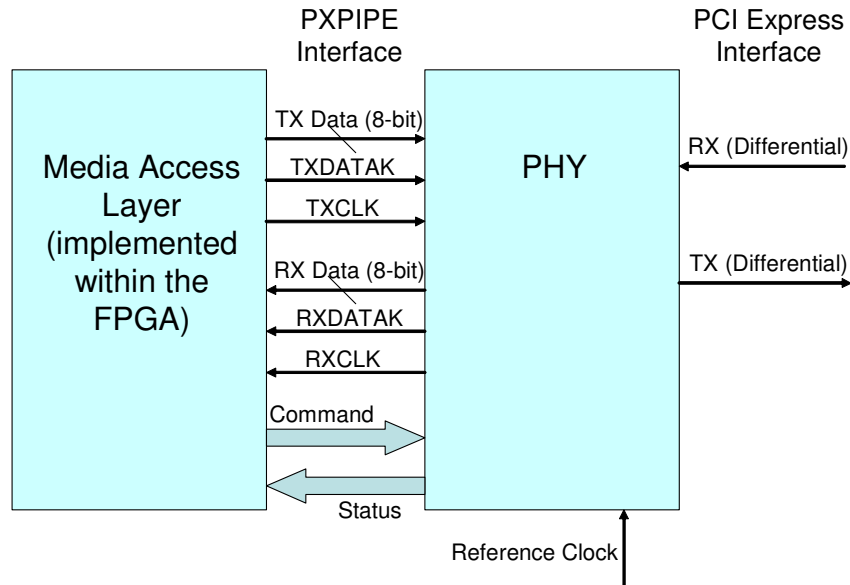 PXPIPE
Interface
PCI Express
Interface
Media Access
Layer
(implemented
within the
FPGA)
TX Data (8-bit)
TXDATAK
TXCLK
RX Data (8-bit)
RXDATAK
RXCLK
Command
Status
PHY
RX (Differential)
TX (Differential)
Reference Clock